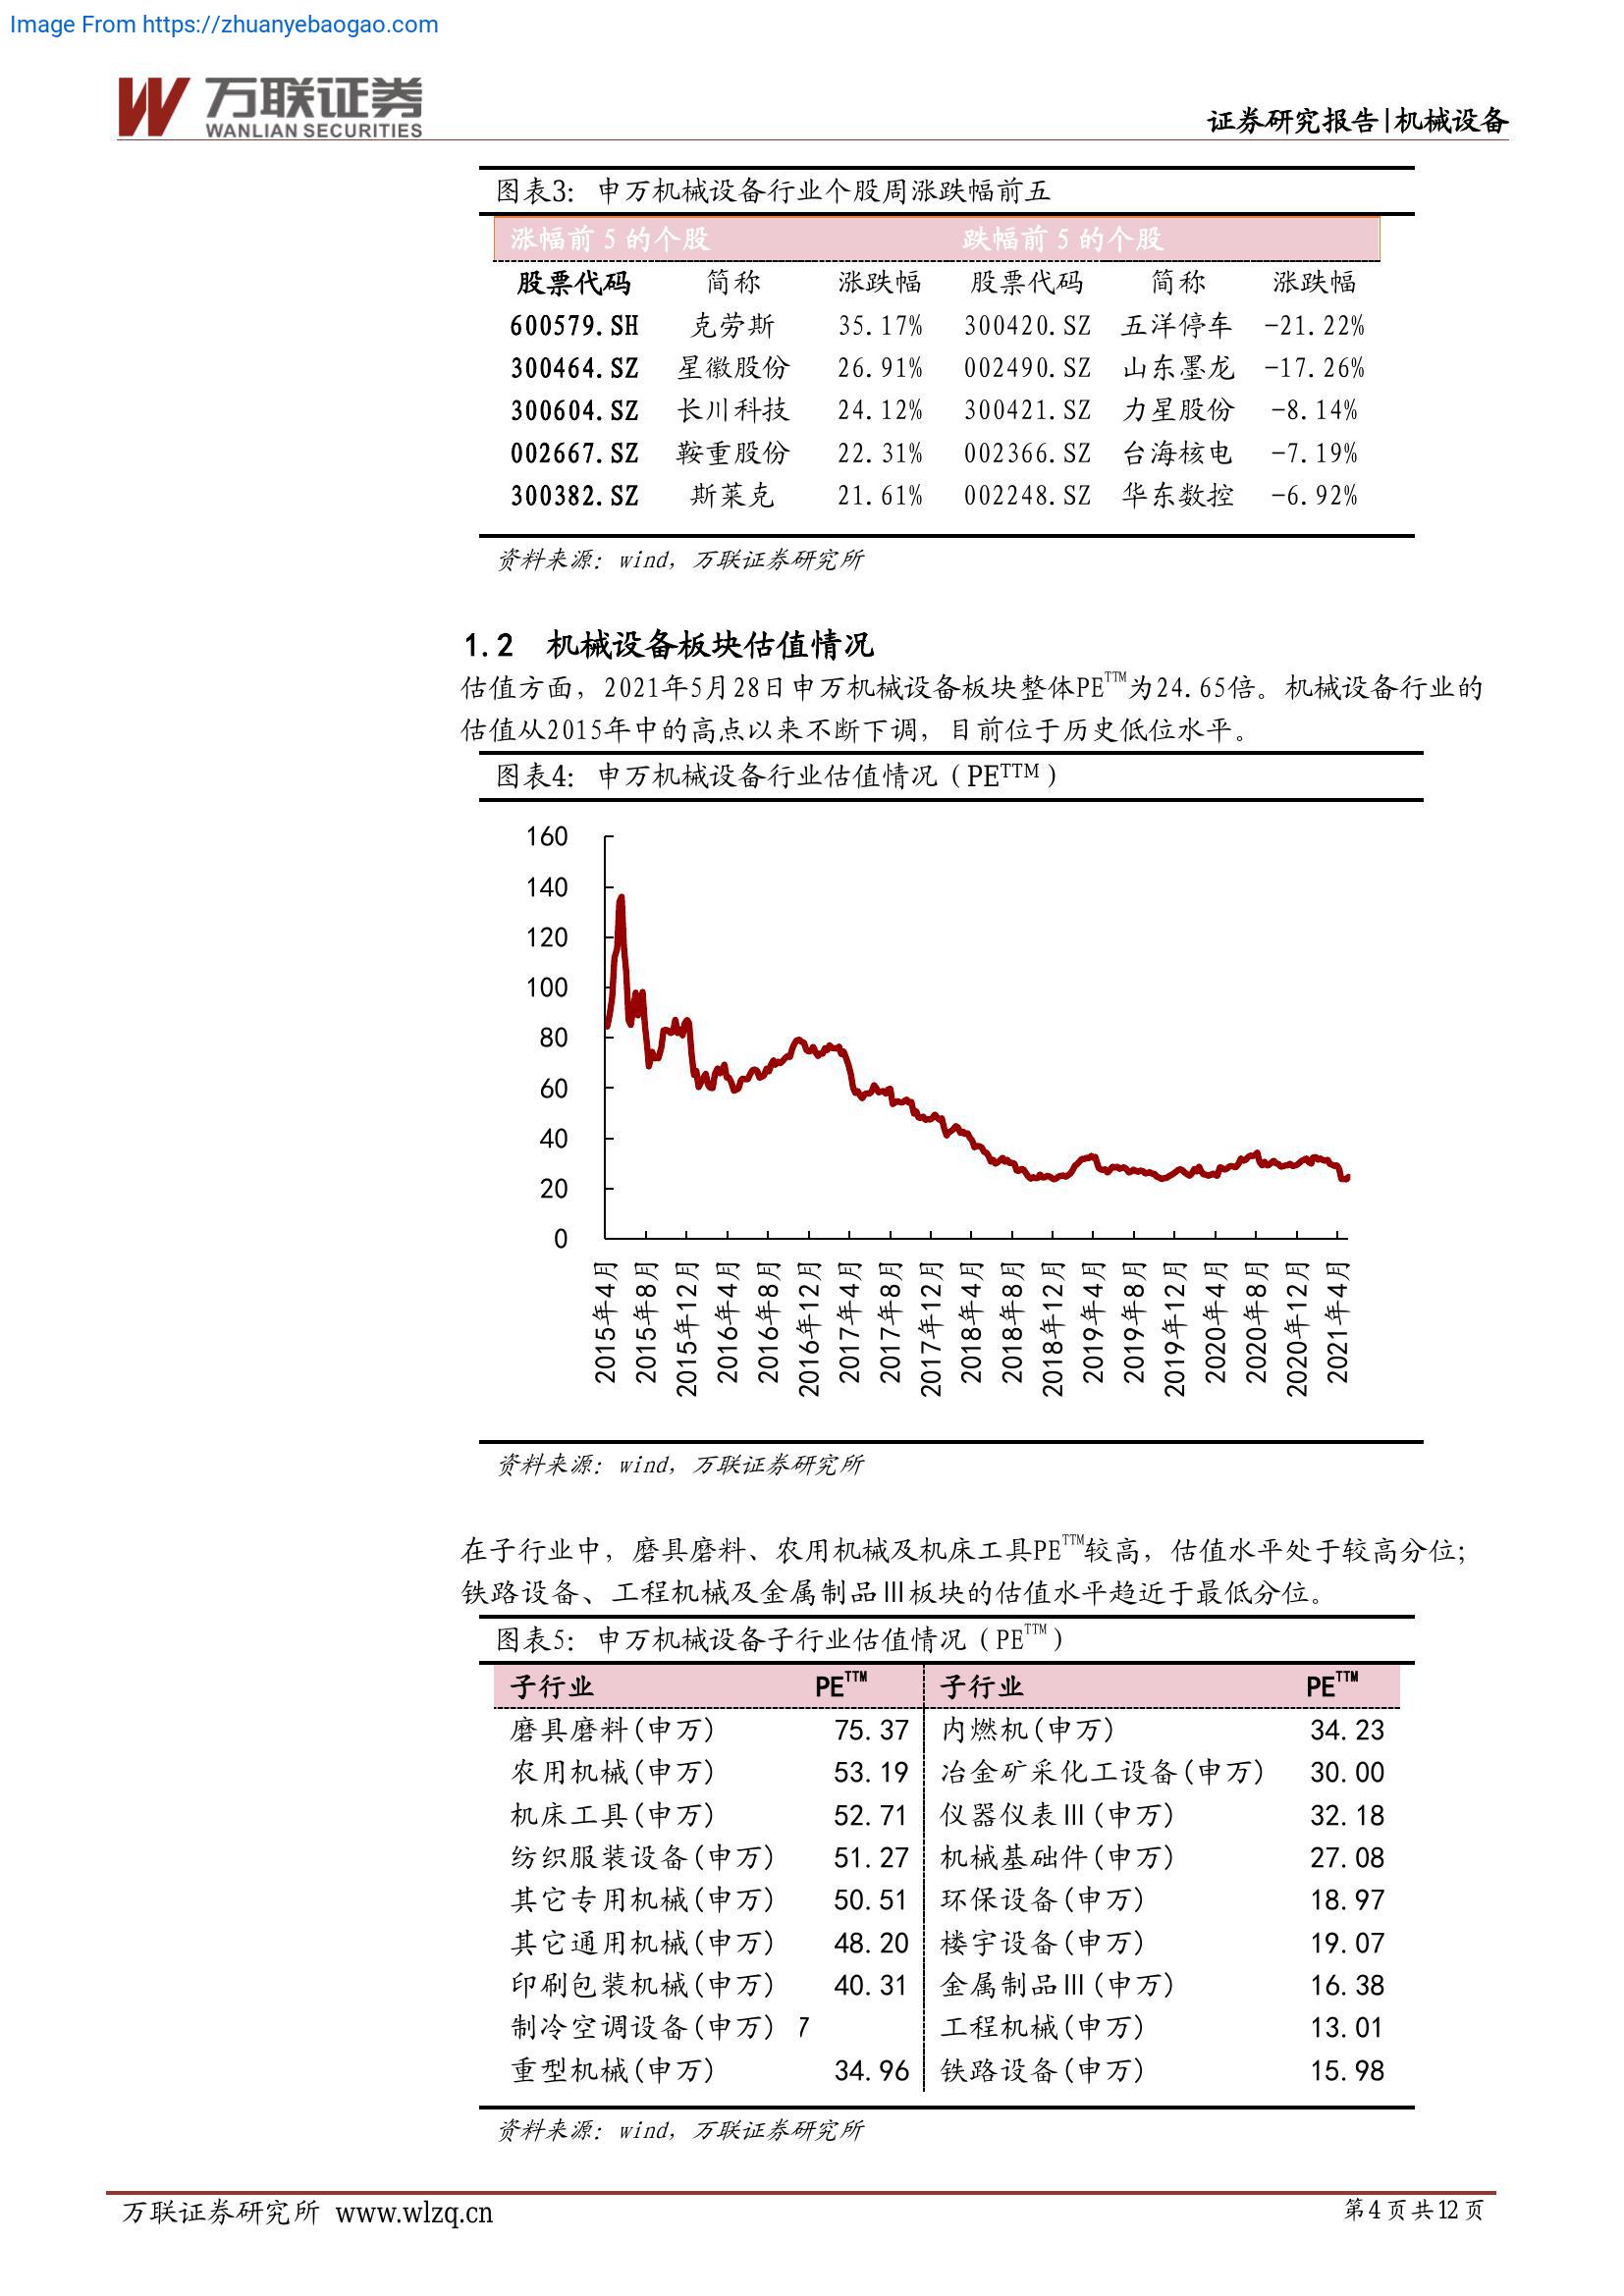 Image From https://zhuanyebaogao.com
万联证券
WANLIAN SECURITIES
证券研究报告|机械设备
图表3：申万机械设备行业个股周涨跌幅前五
涨幅前 5 的个股 跌幅前 5 的个股
股票代码 简称 涨跌幅 股票代码 简称 涨跌幅
600579.SH 克劳斯 35.17% 300420.SZ 五洋停车 -21.22%
300464.SZ 星徽股份 26.91% 002490.SZ 山东墨龙 -17.26%
300604.SZ 长川科技 24.12% 300421.SZ 力星股份 -8.14%
002667.SZ 鞍重股份 22.31% 002366.SZ 台海核电 -7.19%
300382.SZ 斯莱克 21.61% 002248.SZ 华东数控 -6.92%
资料来源：wind，万联证券研究所
1.2 机械设备板块估值情况
估值方面，2021年5月28日申万机械设备板块整体PETTM为24.65倍。机械设备行业的
估值从2015年中的高点以来不断下调，目前位于历史低位水平。
图表4：申万机械设备行业估值情况（PETTM）
160
140
120
100
80
60
40
20
0
2015年4月
2015年8月
2015年12月
2016年4月
2016年8月
2016年12月
2017年4月
2017年8月
2017年12月
2018年4月
2018年8月
2018年12月
2019年4月
2019年8月
2019年12月
2020年4月
2020年8月
2020年12月
2021年4月
资料来源：wind，万联证券研究所
在子行业中，磨具磨料、农用机械及机床工具PETTM较高，估值水平处于较高分位；
铁路设备、工程机械及金属制品Ⅲ板块的估值水平趋近于最低分位。
图表5：申万机械设备子行业估值情况（PETTM）
子行业 PETTM 子行业 PETTM
磨具磨料(申万) 75.37 内燃机(申万) 34.23
农用机械(申万) 53.19 冶金矿采化工设备(申万) 30.00
机床工具(申万) 52.71 仪器仪表Ⅲ(申万) 32.18
纺织服装设备(申万) 51.27 机械基础件(申万) 27.08
其它专用机械(申万) 50.51 环保设备(申万) 18.97
其它通用机械(申万) 48.20 楼宇设备(申万) 19.07
印刷包装机械(申万) 40.31 金属制品Ⅲ(申万) 16.38
制冷空调设备(申万) 7 工程机械(申万) 13.01
重型机械(申万) 34.96 铁路设备(申万) 15.98
资料来源：wind，万联证券研究所
万联证券研究所 www.wlzq.cn 第4页共12页